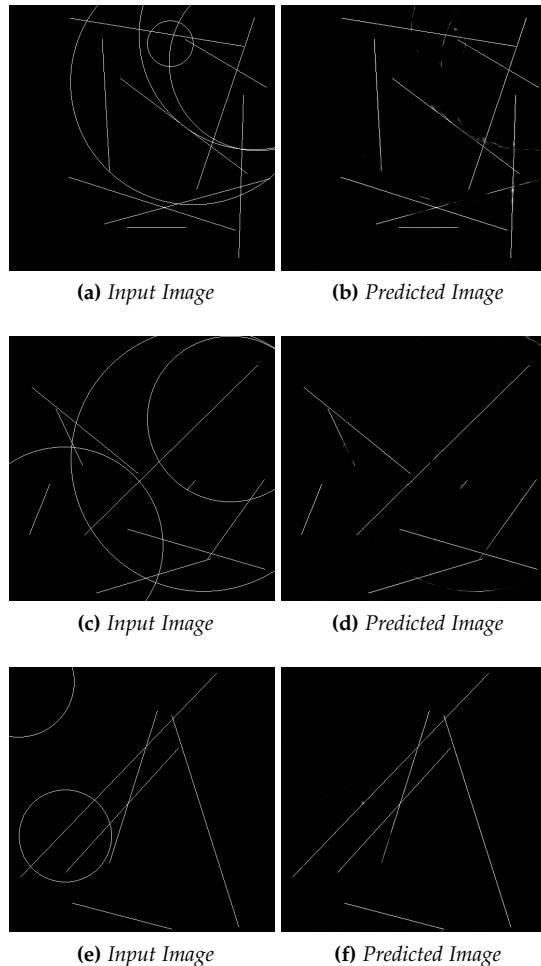 (a) Input Image
(b) Predicted Image
(c) Input Image
(d) Predicted Image
(e) Input Image
(f) Predicted Image